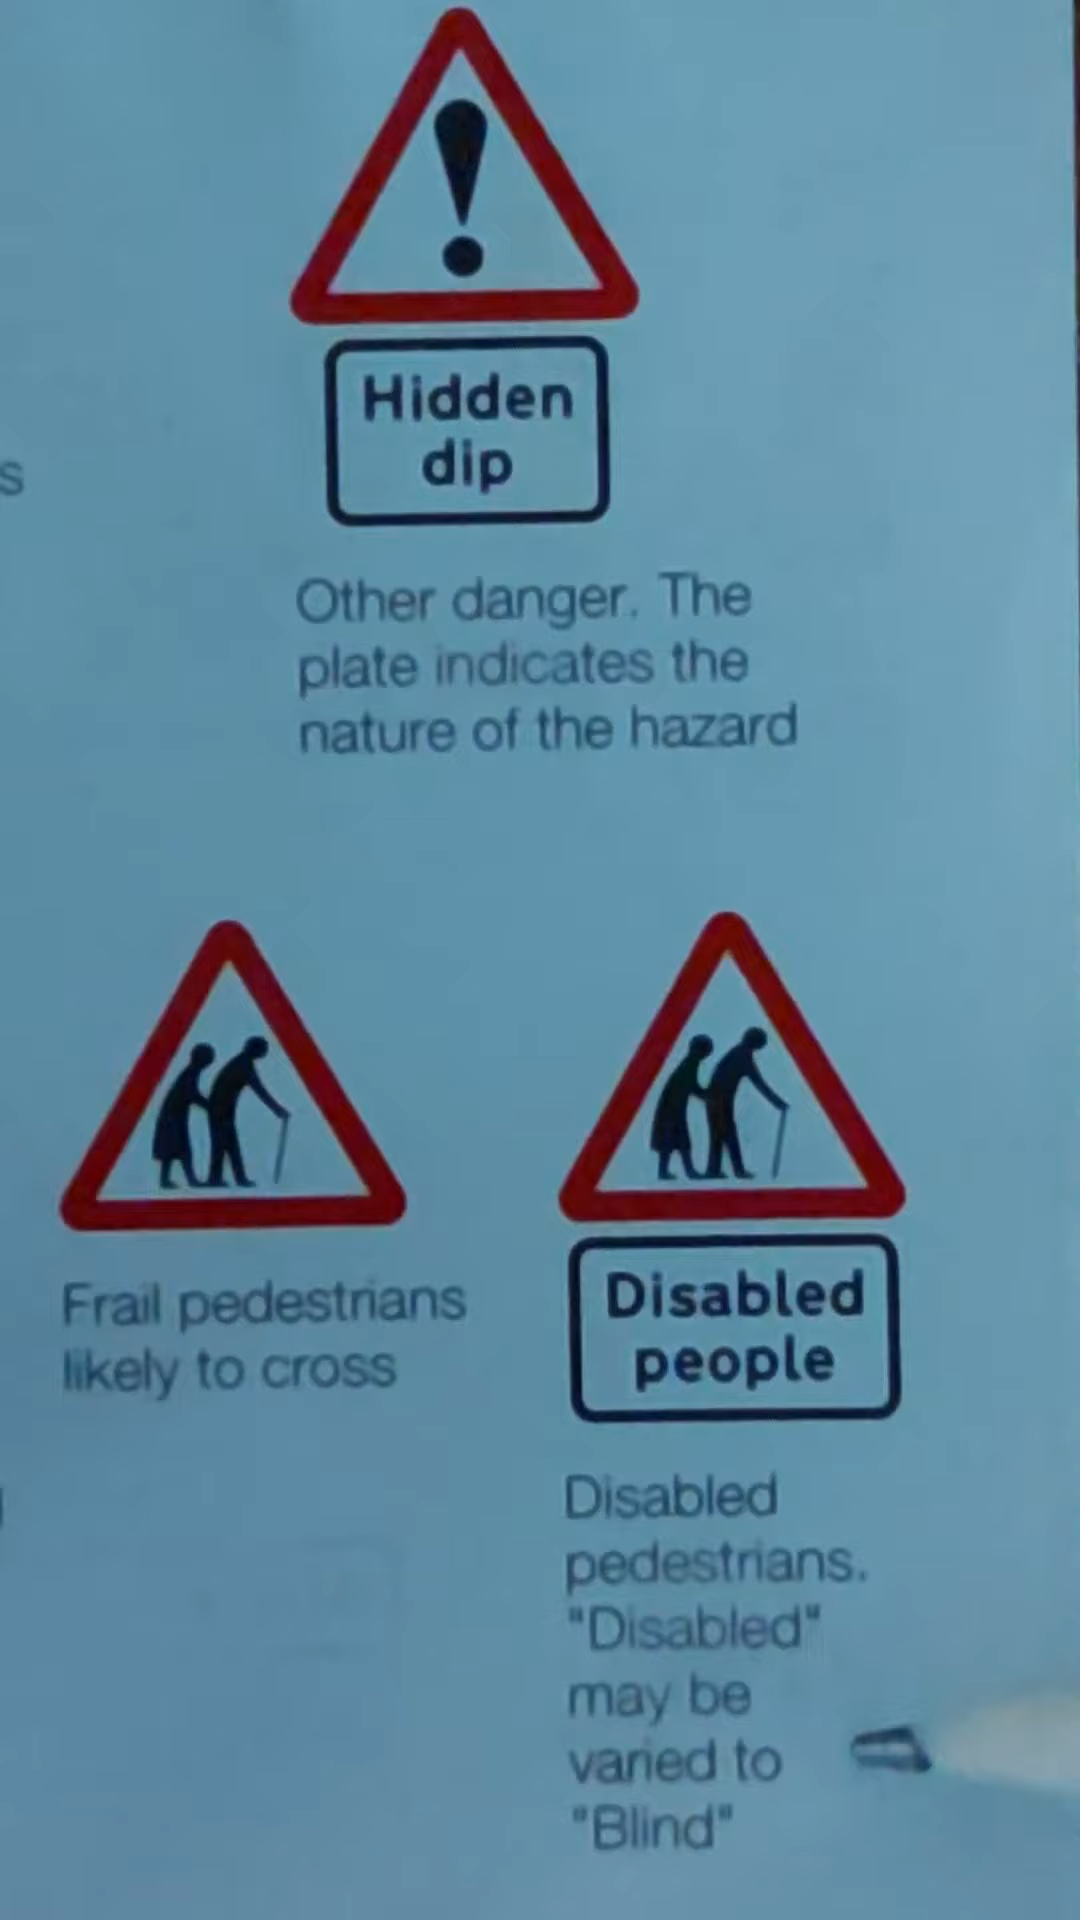 Hidden
dip
s
Other danger. The
plate indicates the
nature of the hazard
Frail pedestrians
likely to cross
Disabled
people
Disabled
pedestrians.
"Disabled"
may be
varied to
"Blind"